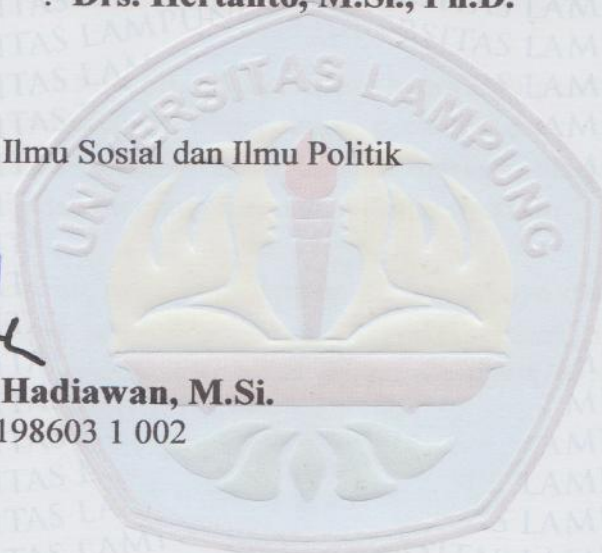 : Drs. Hertanto, M.Si., Ph.D.
UNIVERSITAS LAMPUNG
Ilmu Sosial dan Ilmu Politik
Hadiawan, M.Si.
198603 1 002